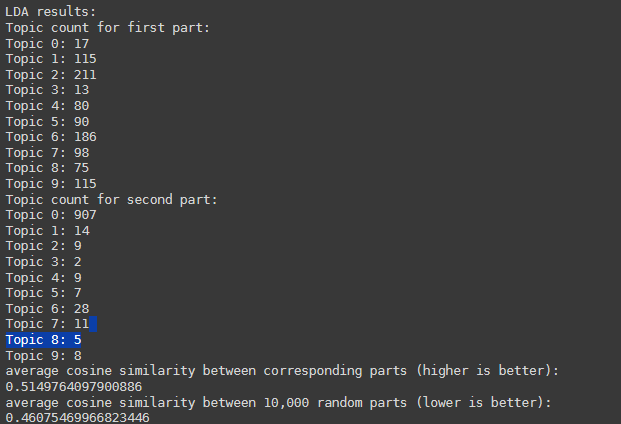 LDA results:
Topic count for first part:
Topic 0: 17
Topic 1: 115
Topic 2: 211
Topic 3: 13
Topic 4: 80
Topic 5: 90
Topic 6: 186
Topic 7: 98
Topic 8: 75
Topic 9: 115
Topic count for second part:
Topic 0: 907
Topic 1: 14
Topic 2: 9
Topic 3: 2
Topic 4: 9
Topic 5: 7
Topic 6: 28
Topic 7: 11
Topic 8: 5
Topic 9: 8
average cosine similarity between corresponding parts (higher is better):
0.5149764097900886
average cosine similarity between 10,000 random parts (lower is better):
0.46075469966823446